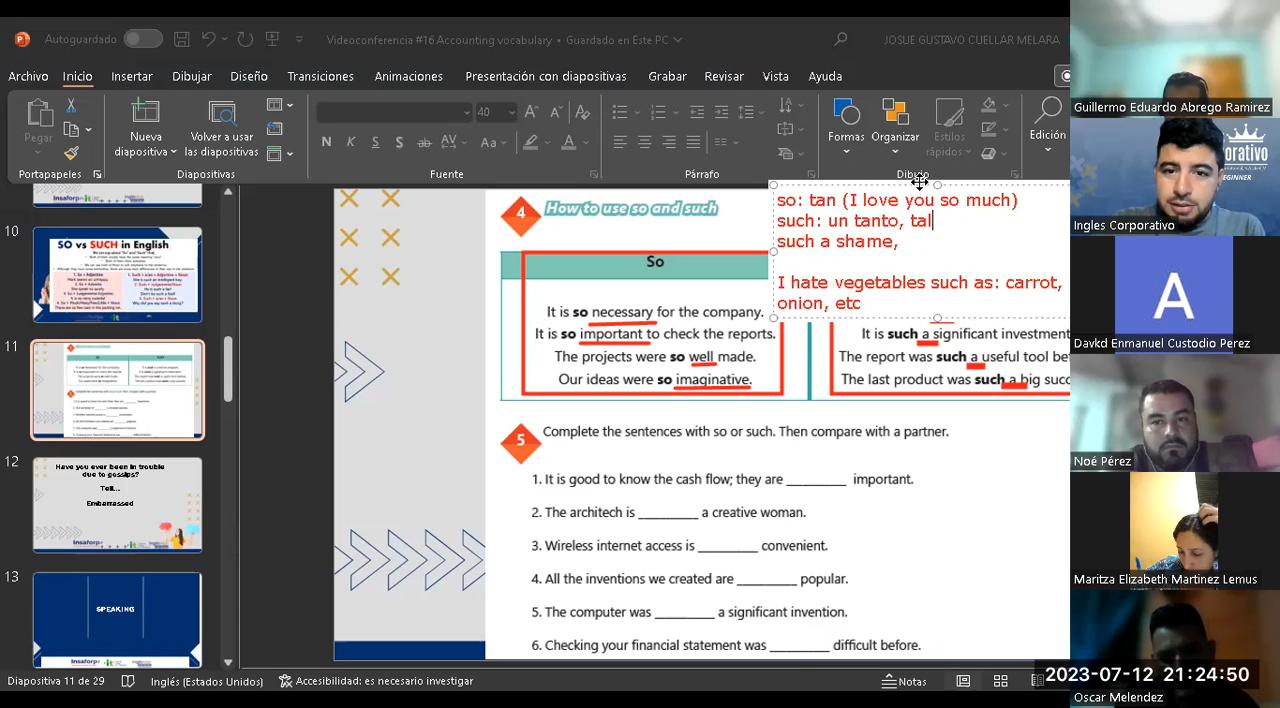 Autoguardado
Videoconferencia #16 Accounting vocabulary • Guardado en Este PC
JOSUE GUSTAVO CUELLAR MELARA
Archivo Inicio Insertar Dibujar Diseño Transiciones Animaciones Presentación con diapositivas Grabar Revisar Vista Ayuda
Pegar
Nueva diapositiva
Volver a usar las diapositivas
40
N K S S ab AV Aa A
Formas
Organizar
Estilos rápidos
Edición
Portapapeles
Diapositivas
Fuente
Párrafo
Dibujo
10
SO vs SUCH in English
11
12
Have you ever been in trouble
due to gossips?
Tell...
Embarrassed
Insaforp
13
SPEAKING
4
How to use so and such
So
It is so necessary for the company.
It is so important to check the reports.
The projects were so well made.
Our ideas were so imaginative.
so: tan (I love you so much)
such: un tanto, tal
such a shame,
I hate vegetables such as: carrot,
onion, etc
It is such a significant investment
The report was such a useful tool be
The last product was such a big succ
5
Complete the sentences with so or such. Then compare with a partner.
1. It is good to know the cash flow; they are _________ important.
2. The architech is _________ a creative woman.
3. Wireless internet access is _________ convenient.
4. All the inventions we created are _________ popular.
5. The computer was _________ a significant invention.
6. Checking your financial statement was _________ difficult before.
Diapositiva 11 de 29
Inglés (Estados Unidos)
Accesibilidad: es necesario investigar
Notas
Guillermo Eduardo Abrego Ramirez
orativo
EGINNER
Ingles Corporativo
A
Davkd Enmanuel Custodio Perez
Noé Pérez
Maritza Elizabeth Martinez Lemus
2023-07-12 21:24:50
Oscar Melendez